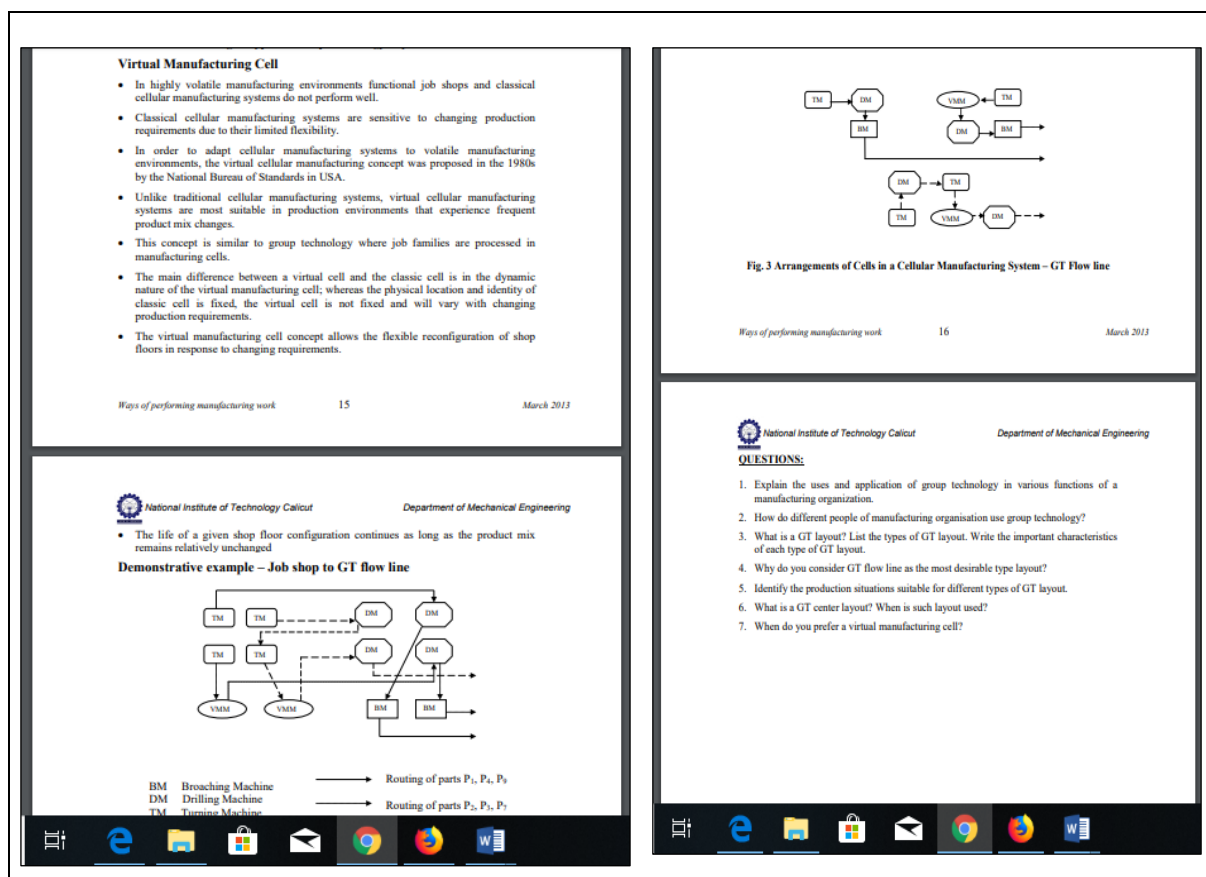 Virtual Manufacturing Cell
• In highly volatile manufacturing environments functional job shops and classical
cellular manufacturing systems do not perform well.
• Classical cellular manufacturing systems are sensitive to changing production
requirements due to their limited flexibility.
• In order to adapt cellular manufacturing systems to volatile manufacturing
environments, the virtual cellular manufacturing concept was proposed in the 1980s
by the National Bureau of Standards in USA.
• Unlike traditional cellular manufacturing systems, virtual cellular manufacturing
systems are most suitable in production environments that experience frequent
product mix changes.
• This concept is similar to group technology where job families are processed in
manufacturing cells.
• The main difference between a virtual cell and the classic cell is in the dynamic
nature of the virtual manufacturing cell; whereas the physical location and identity of
classic cell is fixed, the virtual cell is not fixed and will vary with changing
production requirements.
• The virtual manufacturing cell concept allows the flexible reconfiguration of shop
floors in response to changing requirements.
Ways of performing manufacturing work 15 March 2013
National Institute of Technology Calicut Department of Mechanical Engineering
• The life of a given shop floor configuration continues as long as the product mix
remains relatively unchanged
Demonstrative example – Job shop to GT flow line
TM TM DM DM
TM TM DM DM
VMM VMM BM BM
BM Broaching Machine
Routing of parts P1, P4, P9
DM Drilling Machine
Routing of parts P2, P3, P7
TM Turning Machine
TM DM VMM TM
BM DM BM
DM TM
TM VMM DM
Fig. 3 Arrangements of Cells in a Cellular Manufacturing System – GT Flow line
Ways of performing manufacturing work 16 March 2013
National Institute of Technology Calicut Department of Mechanical Engineering
QUESTIONS:
1. Explain the uses and application of group technology in various functions of a
manufacturing organization.
2. How do different people of manufacturing organisation use group technology?
3. What is a GT layout? List the types of GT layout. Write the important characteristics
of each type of GT layout.
4. Why do you consider GT flow line as the most desirable type layout?
5. Identify the production situations suitable for different types of GT layout.
6. What is a GT center layout? When is such layout used?
7. When do you prefer a virtual manufacturing cell?